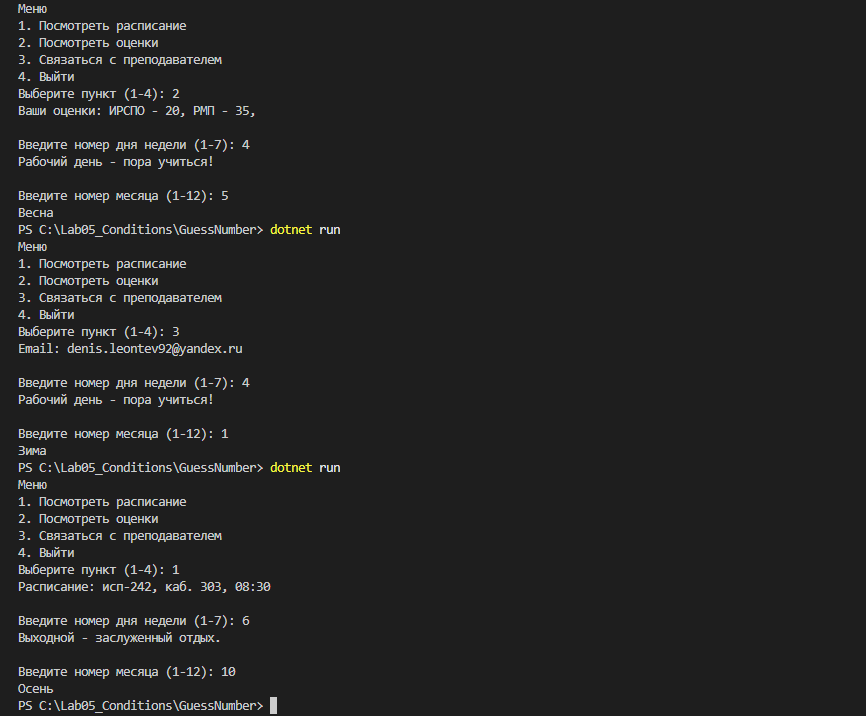 Меню
1. Посмотреть расписание
2. Посмотреть оценки
3. Связаться с преподавателем
4. Выйти
Выберите пункт (1-4): 2
Ваши оценки: ИРСПО - 20, РМП - 35,
Введите номер дня недели (1-7): 4
Рабочий день - пора учиться!
Введите номер месяца (1-12): 5
Весна
PS C:\Lab05_Conditions\GuessNumber> dotnet run
Меню
1. Посмотреть расписание
2. Посмотреть оценки
3. Связаться с преподавателем
4. Выйти
Выберите пункт (1-4): 3
Email: denis.leontev92@yandex.ru
Введите номер дня недели (1-7): 4
Рабочий день - пора учиться!
Введите номер месяца (1-12): 1
Зима
PS C:\Lab05_Conditions\GuessNumber> dotnet run
Меню
1. Посмотреть расписание
2. Посмотреть оценки
3. Связаться с преподавателем
4. Выйти
Выберите пункт (1-4): 1
Расписание: исп-242, каб. 303, 08:30
Введите номер дня недели (1-7): 6
Выходной - заслуженный отдых.
Введите номер месяца (1-12): 10
Осень
PS C:\Lab05_Conditions\GuessNumber>